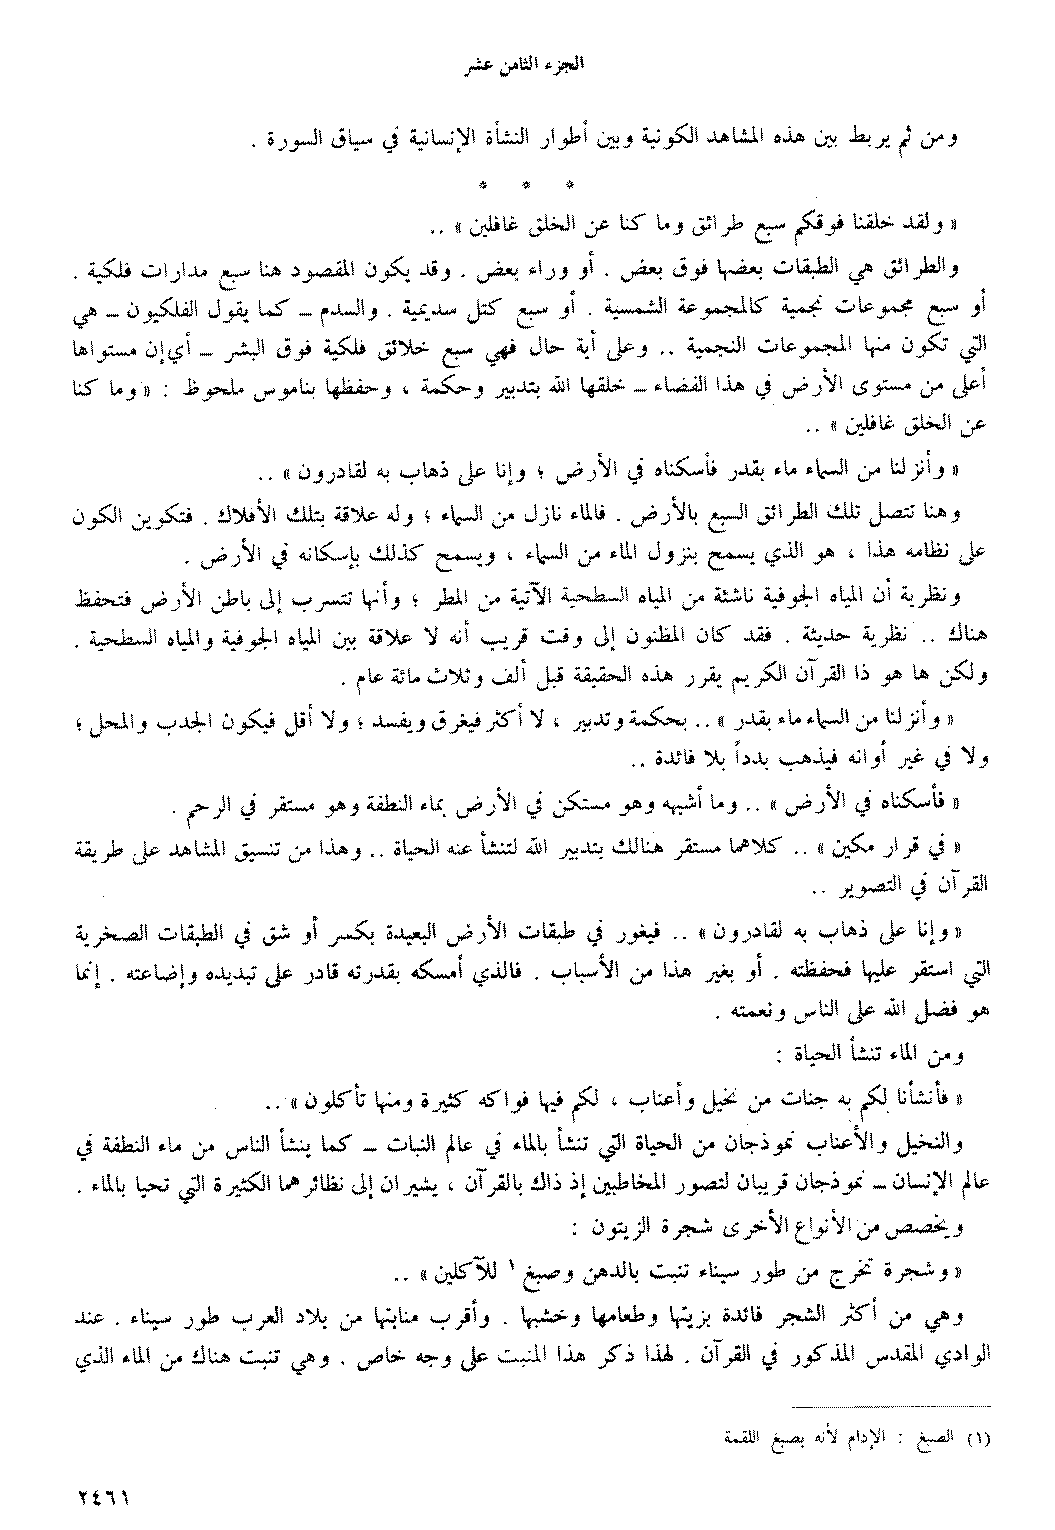 الجزء الثامن عشر
ومن ثم يربط بين هذه المشاهد الكونية وبين أطوار النشأة الإنسانية في سياق السورة .
* * *
« ولقد خلقنا فوقكم سبع طرائق وما كنا عن الخلق غافلين » ..
والطرائق هي الطبقات بعضها فوق بعض . أو وراء بعض . وقد يكون المقصود هنا سبع مدارات فلكية .
أو سبع مجموعات نجمية كالمجموعة الشمسية . أو سبع كتل سديمية . والسدم – كما يقول الفلكيون – هي
التي تكون منها المجموعات النجمية .. وعلى أية حال فهي سبع خلائق فلكية فوق البشر – أي إن مستواها
أعلى من مستوى الأرض في هذا الفضاء – خلقها الله بتدبير وحكمة ، وحفظها بناموس ملحوظ : « وما كنا
عن الخلق غافلين » ..
« وأنزلنا من السماء ماء بقدر فأسكناه في الأرض ؛ وإنا على ذهاب به لقادرون » ..
وهنا تتصل تلك الطرائق السبع بالأرض . فالماء نازل من السماء ؛ وله علاقة بتلك الأفلاك . فتكوين الكون
على نظامه هذا ، هو الذي يسمح بنزول الماء من السماء ، ويسمح كذلك بإسكانه في الأرض .
ونظرية أن المياه الجوفية ناشئة من المياه السطحية الآتية من المطر ؛ وأنها تتسرب إلى باطن الأرض فتحفظ
هناك .. نظرية حديثة . فقد كان المظنون إلى وقت قريب أنه لا علاقة بين المياه الجوفية والمياه السطحية .
ولكن ها هو ذا القرآن الكريم يقرر هذه الحقيقة قبل ألف وثلاث مائة عام .
« وأنزلنا من السماء ماء بقدر » .. بحكمة وتدبير ، لا أكثر فيغرق ويفسد ؛ ولا أقل فيكون الجدب والمحل ؛
ولا في غير أوانه فيذهب بدداً بلا فائدة ..
« فأسكناه في الأرض » .. وما أشبهه وهو مستكن في الأرض بماء النطفة وهو مستقر في الرحم .
« في قرار مكين » .. كلاهما مستقر هنالك بتدبير الله لتنشأ عنه الحياة .. وهذا من تنسيق المشاهد على طريقة
القرآن في التصوير ..
« وإنا على ذهاب به لقادرون » .. فيغور في طبقات الأرض البعيدة بكسر أو شق في الطبقات الصخرية
التي استقر عليها فحفظته . أو بغير هذا من الأسباب . فالذي أمسكه بقدرته قادر على تبديده وإضاعته . إنما
هو فضل الله على الناس ونعمته .
ومن الماء تنشأ الحياة :
« فأنشأنا لكم به جنات من نخيل وأعناب ، لكم فيها فواكه كثيرة ومنها تأكلون » ..
والنخيل والأعناب نموذجان من الحياة التي تنشأ بالماء في عالم النبات – كما ينشأ الناس من ماء النطفة في
عالم الإنسان – نموذجان قريبان لتصور المخاطبين إذ ذاك بالقرآن ، يشيران إلى نظائرهما الكثيرة التي تحيا بالماء .
ويخصص من الأنواع الأخرى شجرة الزيتون :
« وشجرة تخرج من طور سيناء تنبت بالدهن وصبغ ١ للآكلين » ..
وهي من أكثر الشجر فائدة بزيتها وطعامها وخشبها . وأقرب منابتها من بلاد العرب طور سيناء . عند
الوادي المقدس المذكور في القرآن . لهذا ذكر هذا المنبت على وجه خاص . وهي تنبت هناك من الماء الذي
(١) الصبغ : الإدام لأنه يصبغ اللقمة
٢٤٦١